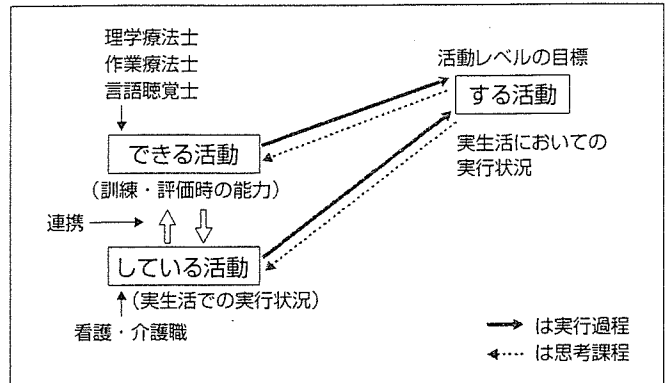 理学療法士
作業療法士
言語聴覚士
できる活動
(訓練・評価時の能力)
連携
している活動
(実生活での実行状況)
看護・介護職
活動レベルの目標
する活動
実生活においての
実行状況
は実行過程
は思考課程